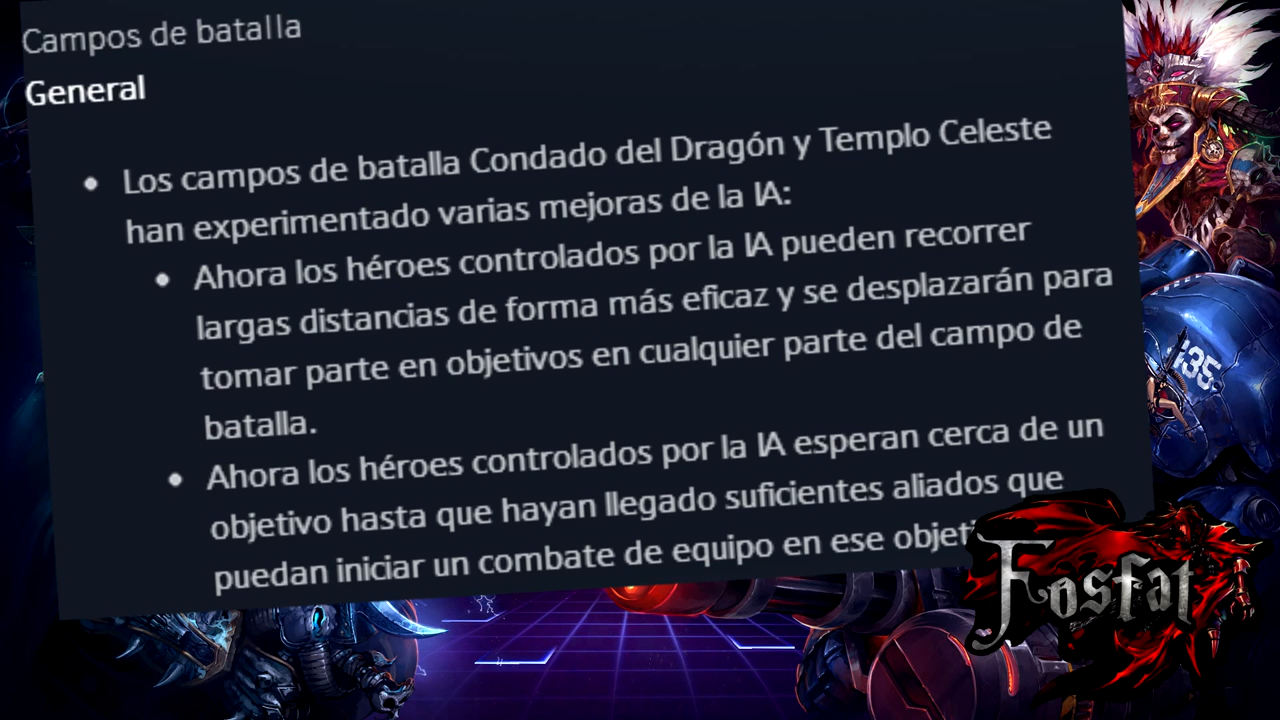 Campos de batalla
General
Los campos de batalla Condado del Dragón y Templo Celeste
han experimentado varias mejoras de la IA:
Ahora los héroes controlados por la IA pueden recorrer
largas distancias de forma más eficaz y se desplazarán para
tomar parte en objetivos en cualquier parte del campo de
batalla.
Ahora los héroes controlados por la IA esperan cerca de un
objetivo hasta que hayan llegado suficientes aliados que
puedan iniciar un combate de equipo en ese
Fosfat